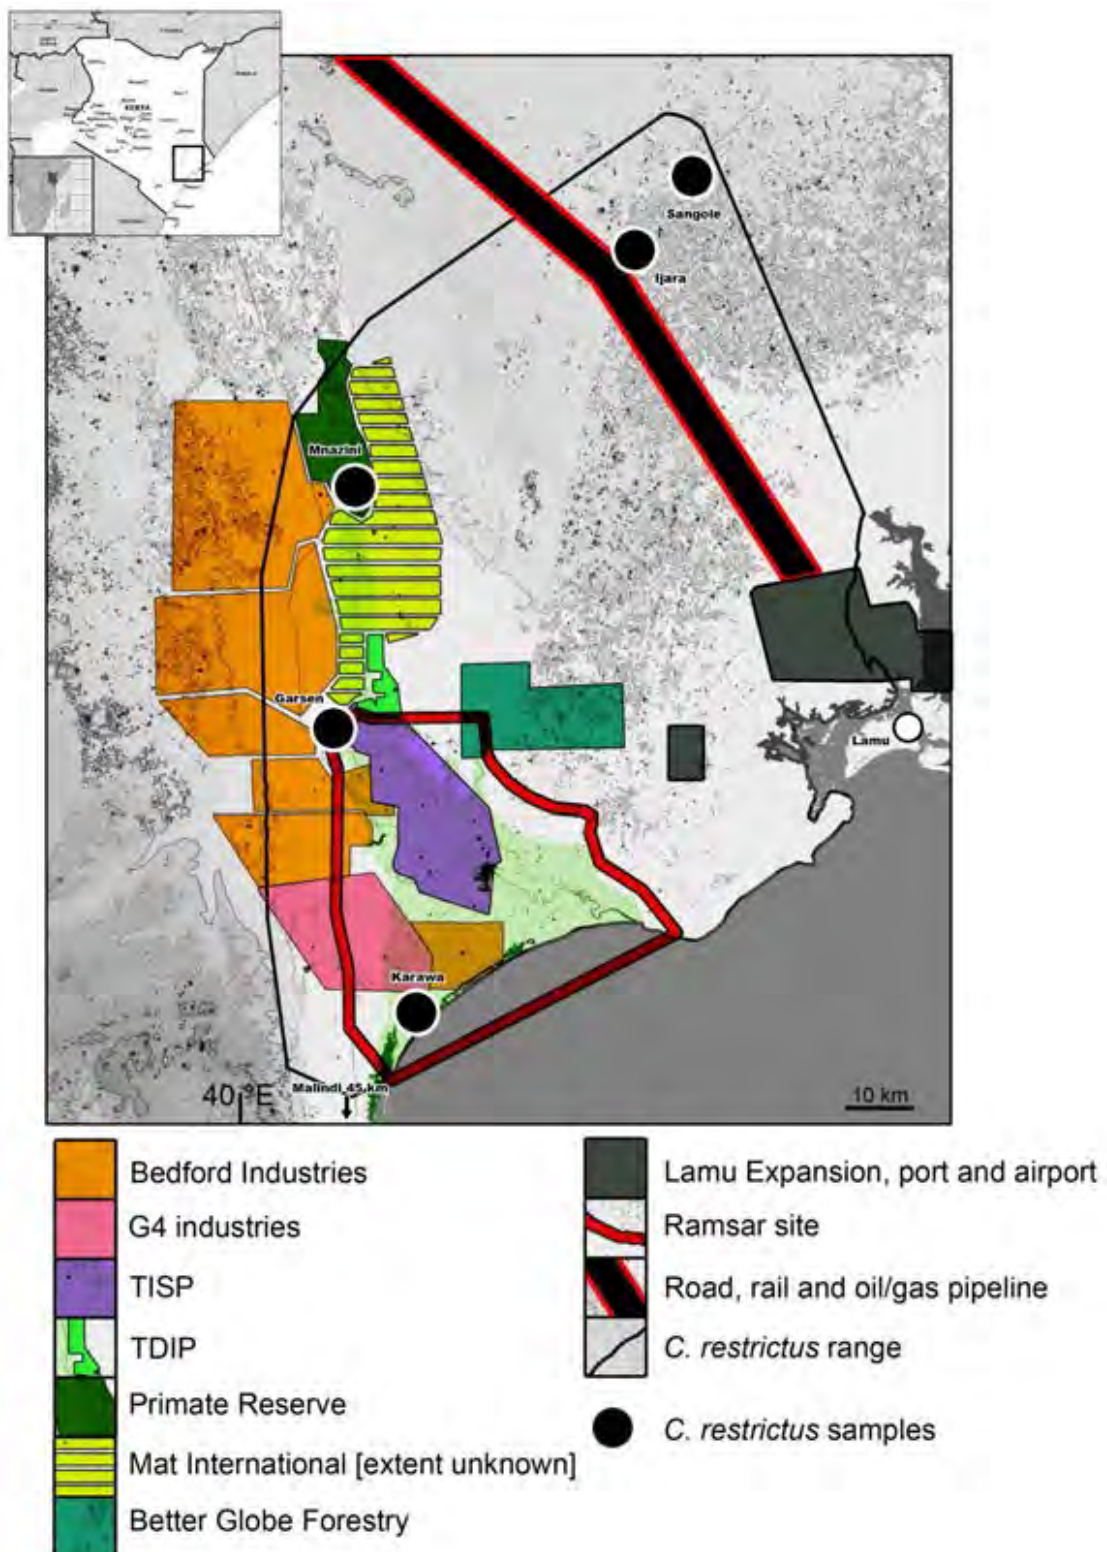 KENYA
Sangole
Ijara
Mnazini
Garsen
Lamu
Karawa
40 °E
Malindi 45 km
10 km
Bedford Industries
G4 industries
TISP
TDIP
Primate Reserve
Mat International [extent unknown]
Better Globe Forestry
Lamu Expansion, port and airport
Ramsar site
Road, rail and oil/gas pipeline
C. restrictus range
C. restrictus samples